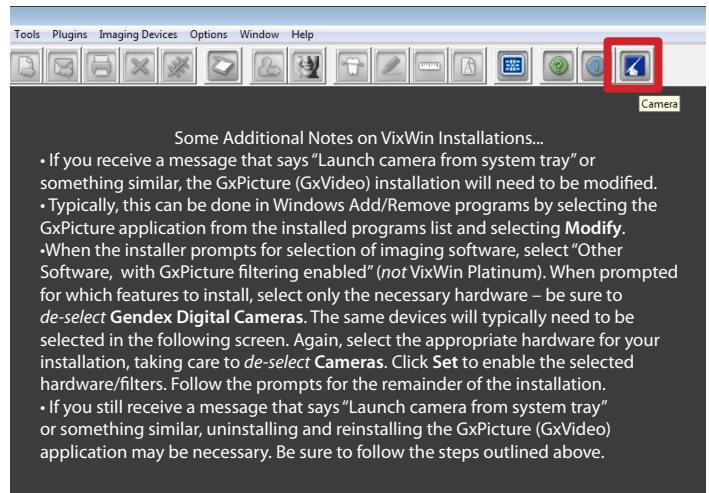 Tools Plugins Imaging Devices Options Window Help
Camera
Some Additional Notes on VixWin Installations...
• If you receive a message that says “Launch camera from system tray” or
something similar, the GxPicture (GxVideo) installation will need to be modified.
• Typically, this can be done in Windows Add/Remove programs by selecting the
GxPicture application from the installed programs list and selecting Modify.
•When the installer prompts for selection of imaging software, select “Other
Software, with GxPicture filtering enabled” (not VixWin Platinum). When prompted
for which features to install, select only the necessary hardware – be sure to
de-select Gendex Digital Cameras. The same devices will typically need to be
selected in the following screen. Again, select the appropriate hardware for your
installation, taking care to de-select Cameras. Click Set to enable the selected
hardware/filters. Follow the prompts for the remainder of the installation.
• If you still receive a message that says “Launch camera from system tray”
or something similar, uninstalling and reinstalling the GxPicture (GxVideo)
application may be necessary. Be sure to follow the steps outlined above.